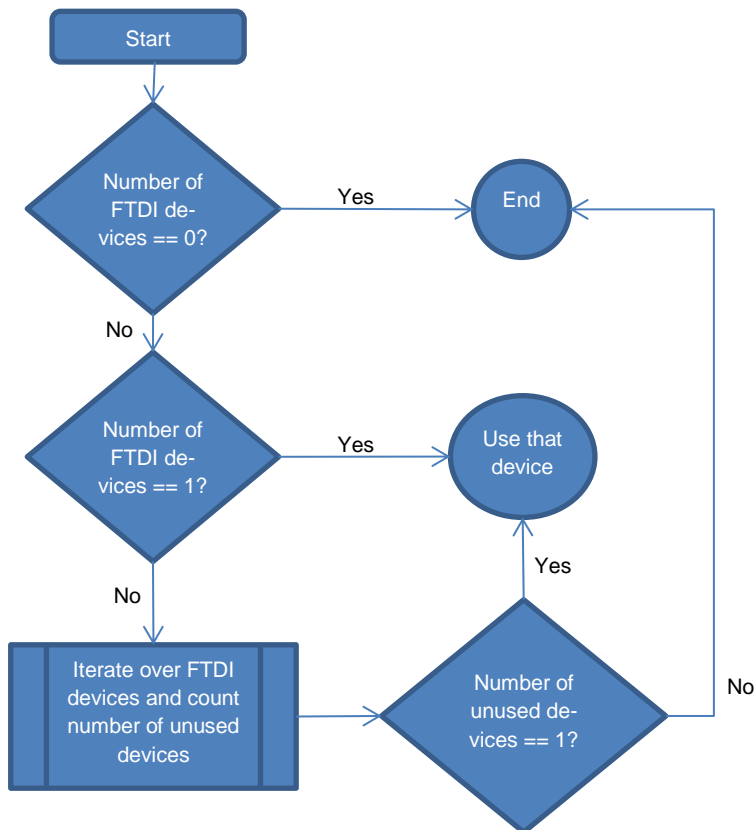 Start
Number of
FTDI de-
vices == 0?
Yes
End
No
Number of
FTDI de-
vices == 1?
Yes
Use that
device
No
Yes
Iterate over FTDI
devices and count
number of unused
devices
Number of
unused de-
vices == 1?
No